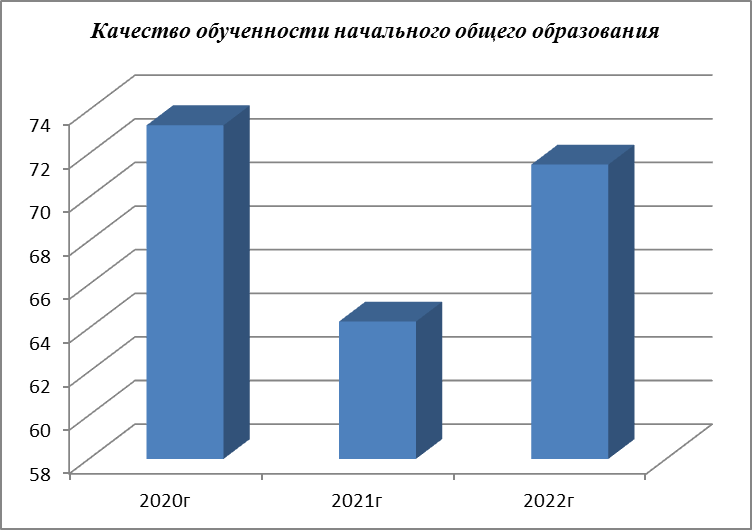 Качество обученности начального общего образования
74
72
70
68
66
64
62
60
58
2020г
2021г
2022г